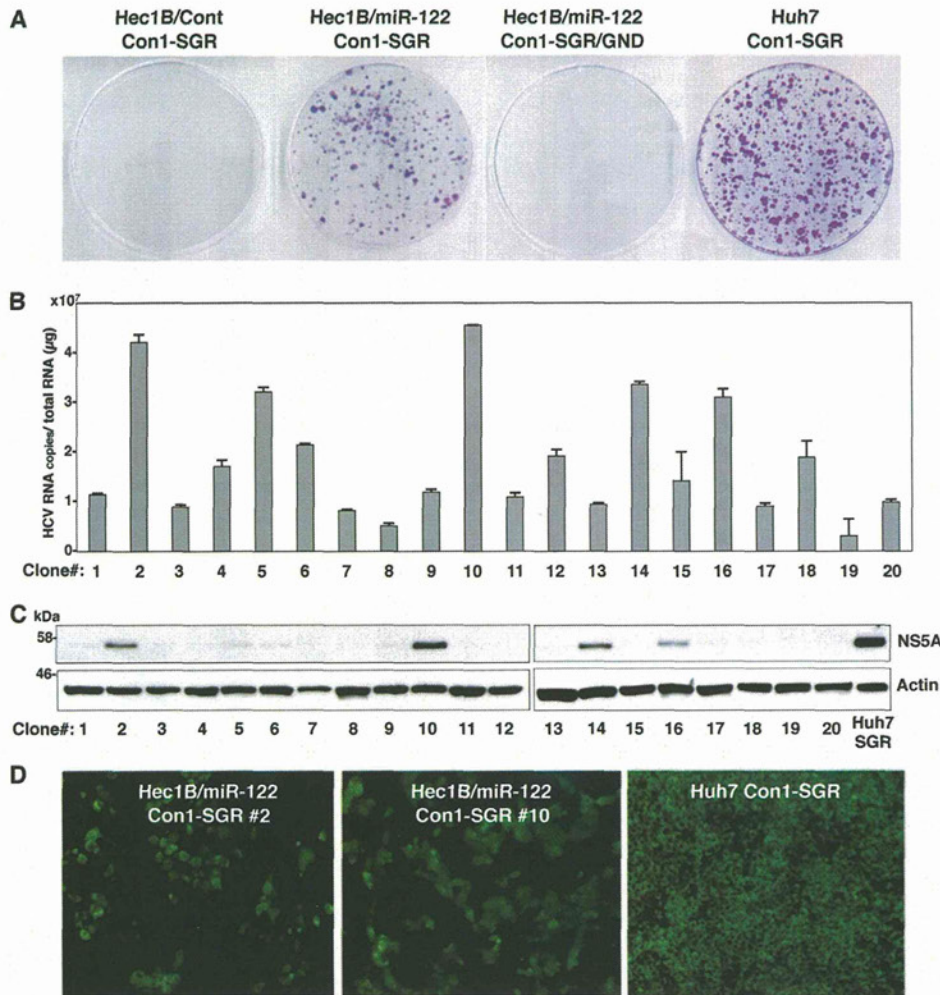 A
Hec1B/Cont Con1-SGR
Hec1B/miR-122 Con1-SGR
Hec1B/miR-122 Con1-SGR/GND
Huh7 Con1-SGR
B
x10⁷
HCV RNA copies/ total RNA (µg)
4
3
2
1
0
Clone#: 1 2 3 4 5 6 7 8 9 10 11 12 13 14 15 16 17 18 19 20
C
kDa
58
46
NS5A
Actin
Clone#: 1 2 3 4 5 6 7 8 9 10 11 12 13 14 15 16 17 18 19 20 Huh7 SGR
D
Hec1B/miR-122 Con1-SGR #2
Hec1B/miR-122 Con1-SGR #10
Huh7 Con1-SGR